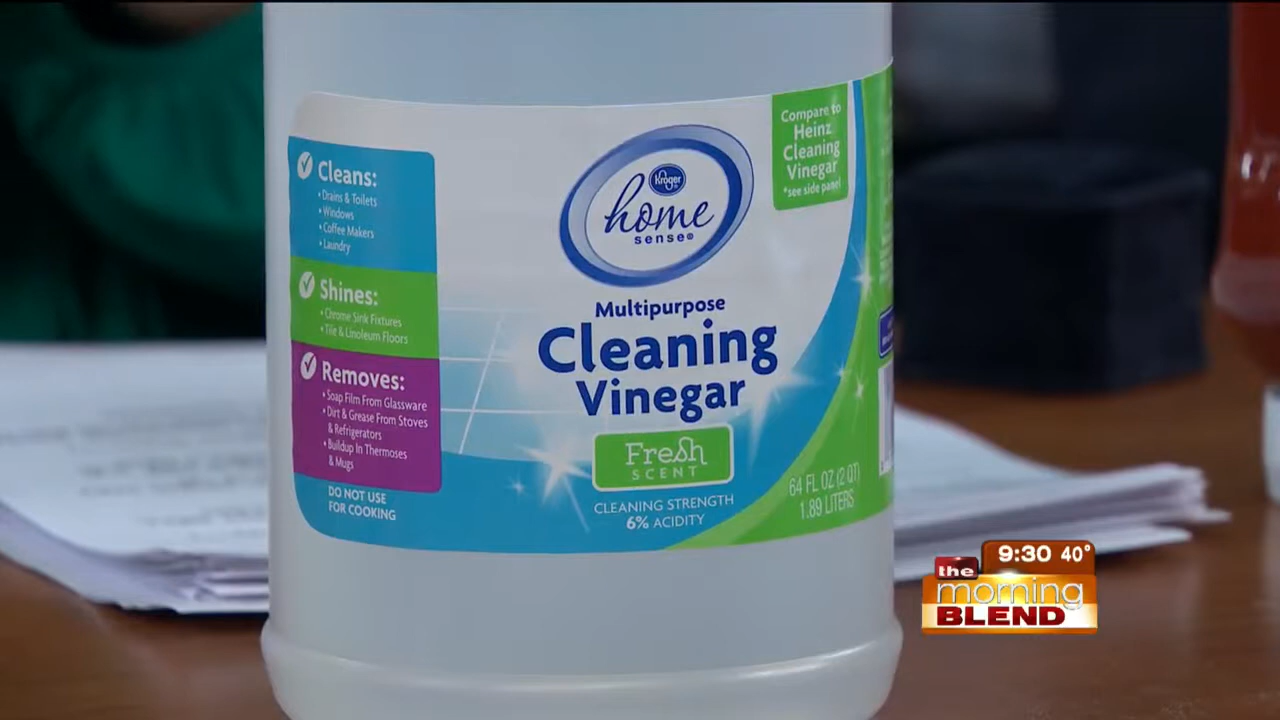 Cleans:
• Drains & Toilets
• Windows
• Coffee Makers
• Laundry
Shines:
• Chrome Sink Fixtures
• Tile & Linoleum Floors
Removes:
• Soap Film From Glassware
• Dirt & Grease From Stoves
& Refrigerators
• Buildup In Thermoses
& Mugs
DO NOT USE
FOR COOKING
Kroger
home
sense®
Multipurpose
Cleaning
Vinegar
Fresh
SCENT
CLEANING STRENGTH
6% ACIDITY
Compare to
Heinz
Cleaning
Vinegar
*see side panel
64 FL OZ (2 QT)
1.89 LITERS
9:30 40°
the
morning
BLEND